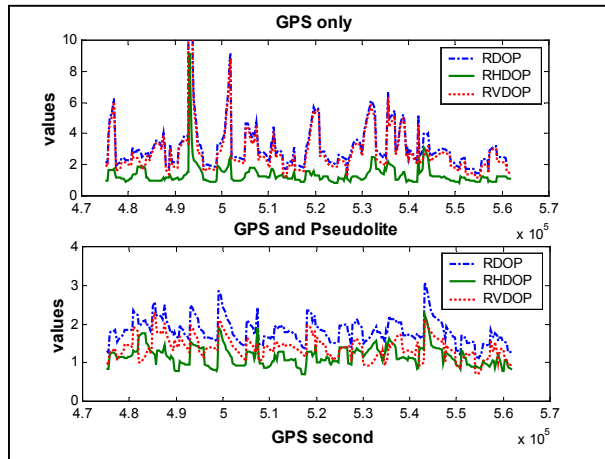 GPS only
10
8
6
4
2
0
values
RDOP
RHDOP
RVDOP
4.7 4.8 4.9 5 5.1 5.2 5.3 5.4 5.5 5.6 5.7
x 10^5
GPS and Pseudolite
4
3
2
1
0
values
RDOP
RHDOP
RVDOP
4.7 4.8 4.9 5 5.1 5.2 5.3 5.4 5.5 5.6 5.7
x 10^5
GPS second